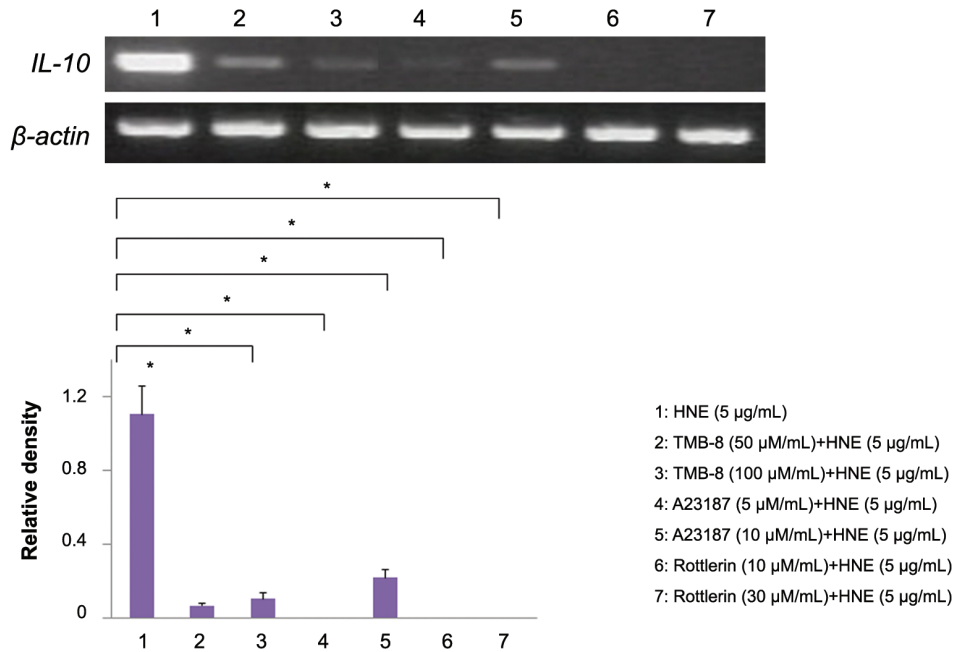 1 2 3 4 5 6 7
IL-10
β-actin
*
*
*
*
*
*
1.2
0.8
0.4
0
Relative density
1 2 3 4 5 6 7
1: HNE (5 µg/mL)
2: TMB-8 (50 µM/mL)+HNE (5 µg/mL)
3: TMB-8 (100 µM/mL)+HNE (5 µg/mL)
4: A23187 (5 µM/mL)+HNE (5 µg/mL)
5: A23187 (10 µM/mL)+HNE (5 µg/mL)
6: Rottlerin (10 µM/mL)+HNE (5 µg/mL)
7: Rottlerin (30 µM/mL)+HNE (5 µg/mL)